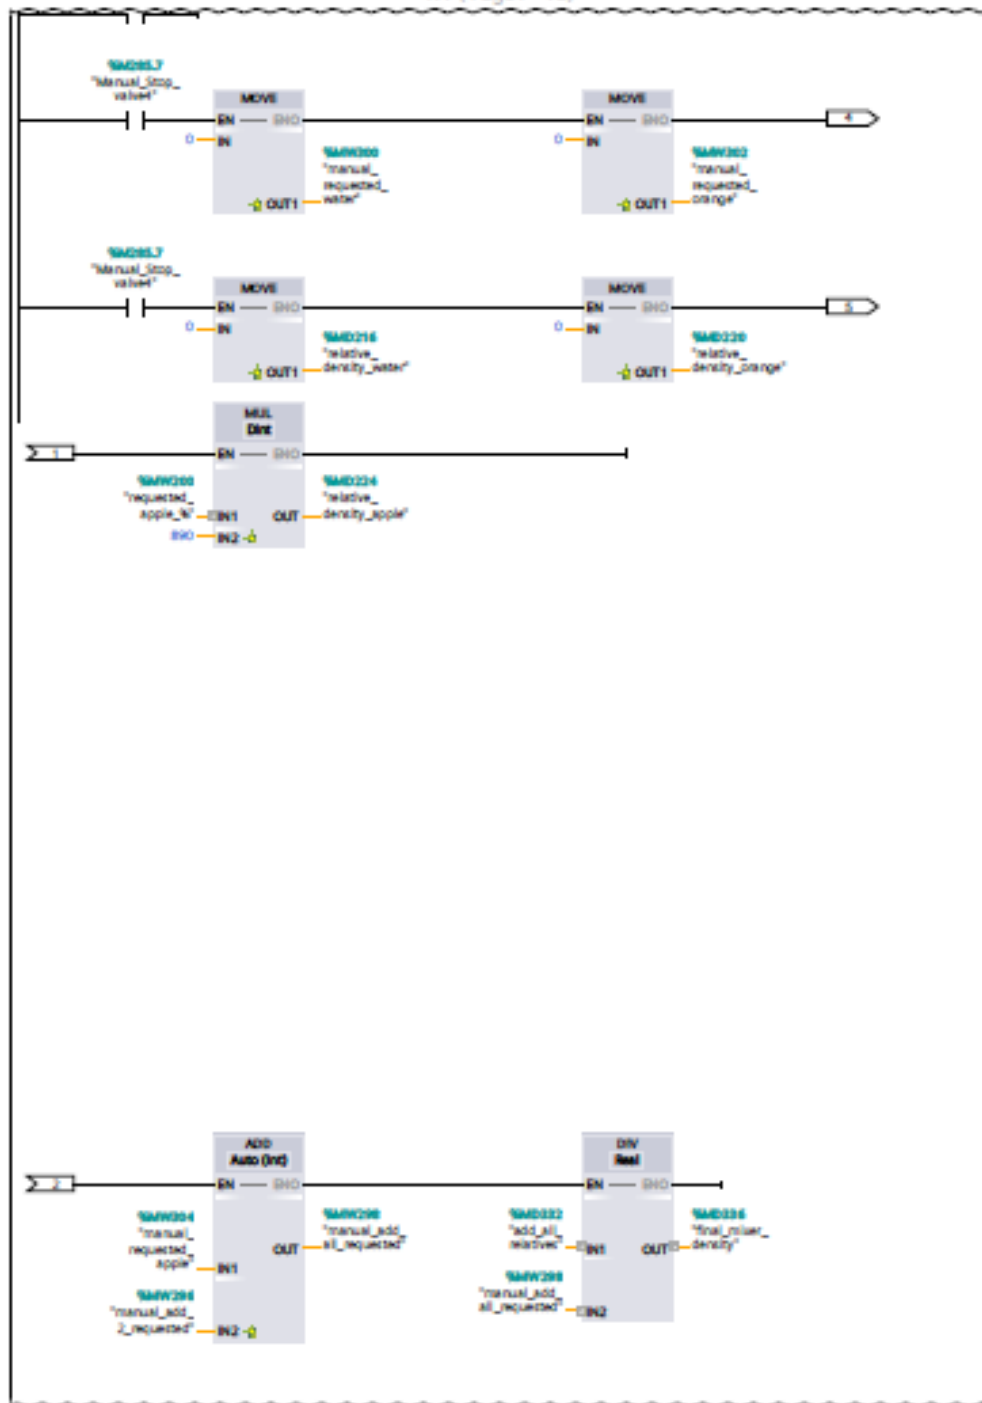 %M285.7
"Manual_Stop_
valve4"
MOVE
MOVE
EN
ENO
EN
ENO
4
0
IN
0
IN
%MW300
"manual_
requested_
water"
%MW302
"manual_
requested_
orange"
OUT1
OUT1
%M285.7
"Manual_Stop_
valve4"
MOVE
MOVE
EN
ENO
EN
ENO
5
0
IN
0
IN
%MD216
"relative_
density_water"
%MD220
"relative_
density_orange"
OUT1
OUT1
MUL
Dint
1
EN
ENO
"requested_
apple_%"
IN1
890
IN2
%MD224
"relative_
density_apple"
OUT
ADD
Auto (Int)
DIV
Real
2
EN
ENO
EN
ENO
%MW304
"manual_
requested_
apple"
IN1
%MW296
"manual_add_
2_requested"
IN2
%MW298
"manual_add_
all_requested"
OUT
"add_all_
relatives"
IN1
%MW298
"manual_add_
all_requested"
IN2
"final_mixer_
density"
OUT